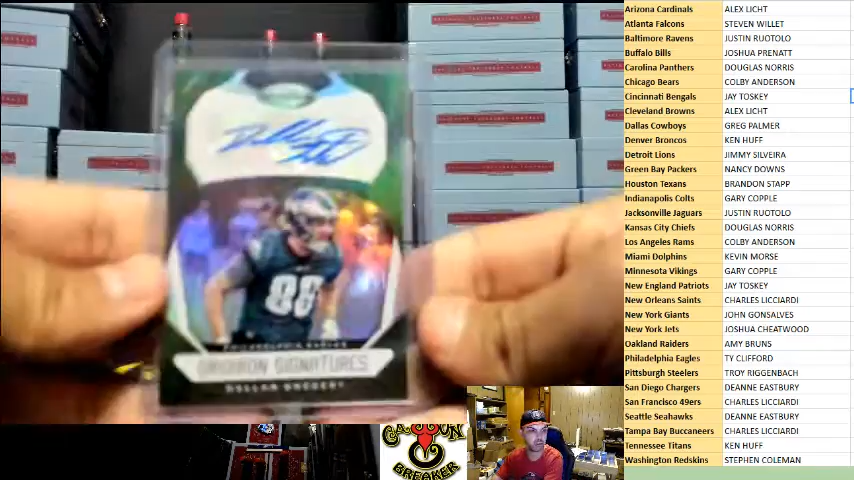 PHILADELPHIA EAGLES
GRIDIRON SIGNATURES
DALLAS GOEDERT
88
CARTOON
BREAKER
Arizona Cardinals ALEX LICHT
Atlanta Falcons STEVEN WILLET
Baltimore Ravens JUSTIN RUOTOLO
Buffalo Bills JOSHUA PRENATT
Carolina Panthers DOUGLAS NORRIS
Chicago Bears COLBY ANDERSON
Cincinnati Bengals JAY TOSKEY
Cleveland Browns ALEX LICHT
Dallas Cowboys GREG PALMER
Denver Broncos KEN HUFF
Detroit Lions JIMMY SILVEIRA
Green Bay Packers NANCY DOWNS
Houston Texans BRANDON STAPP
Indianapolis Colts GARY COPPLE
Jacksonville Jaguars JUSTIN RUOTOLO
Kansas City Chiefs DOUGLAS NORRIS
Los Angeles Rams COLBY ANDERSON
Miami Dolphins KEVIN MORSE
Minnesota Vikings GARY COPPLE
New England Patriots JAY TOSKEY
New Orleans Saints CHARLES LICCIARDI
New York Giants JOHN GONSALVES
New York Jets JOSHUA CHEATWOOD
Oakland Raiders AMY BRUNS
Philadelphia Eagles TY CLIFFORD
Pittsburgh Steelers TROY RIGGENBACH
San Diego Chargers DEANNE EASTBURY
San Francisco 49ers CHARLES LICCIARDI
Seattle Seahawks DEANNE EASTBURY
Tampa Bay Buccaneers CHARLES LICCIARDI
Tennessee Titans KEN HUFF
Washington Redskins STEPHEN COLEMAN